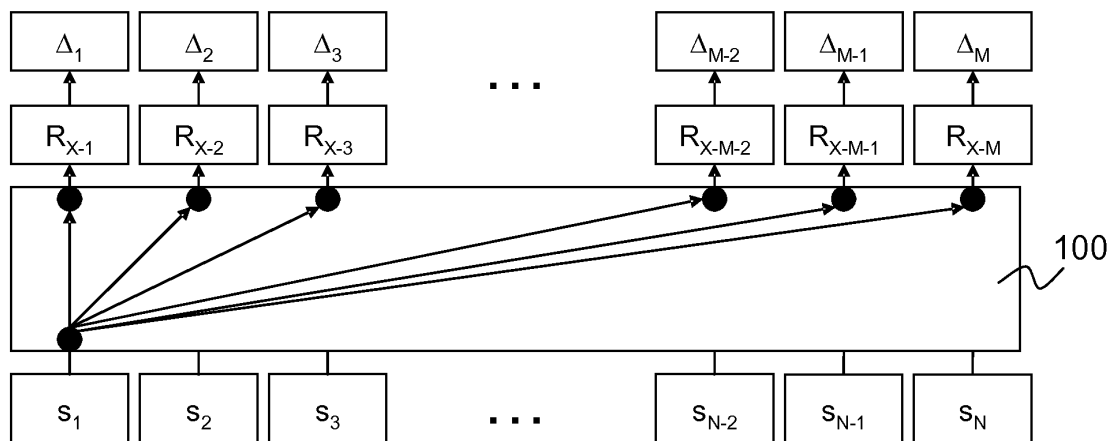 Δ1 Δ2 Δ3 ... ΔM-2 ΔM-1 ΔM
RX-1 RX-2 RX-3 RX-M-2 RX-M-1 RX-M
100
s1 s2 s3 ... sN-2 sN-1 sN